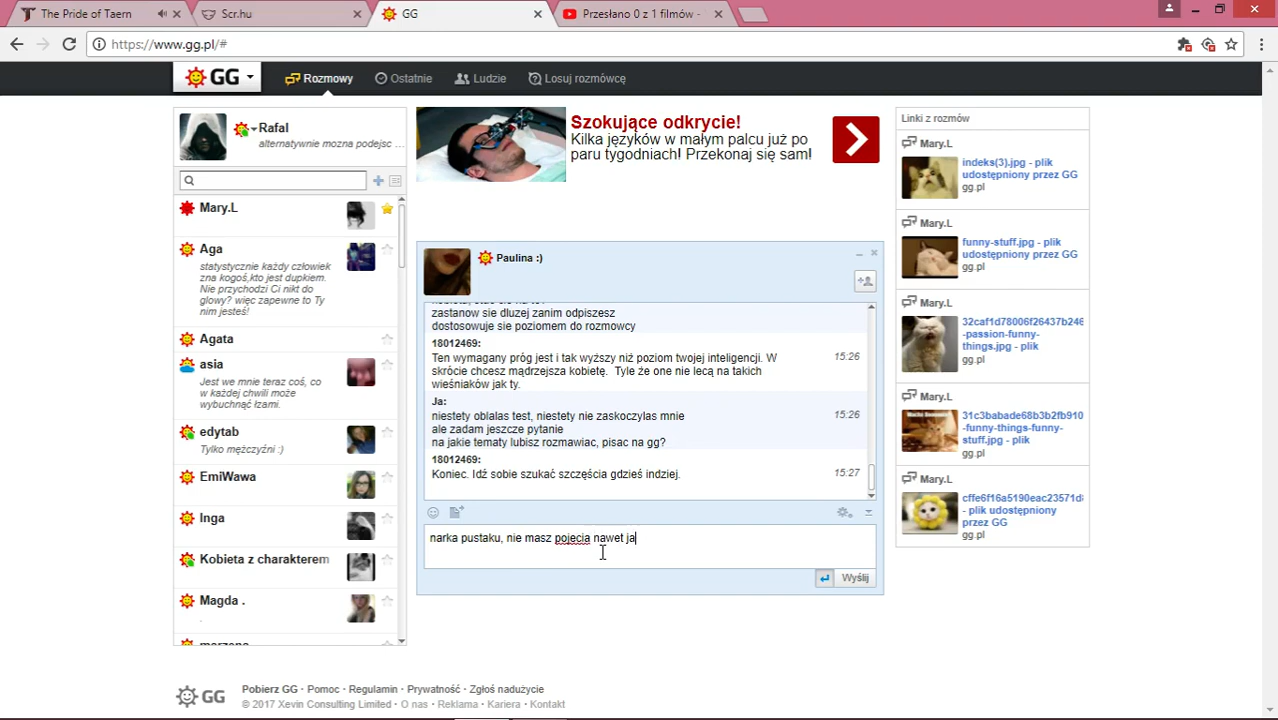 The Pride of Taern
Scr.hu
GG
Przesłano 0 z 1 filmów -
https://www.gg.pl/#
GG
Rozmowy
Ostatnie
Ludzie
Losuj rozmówcę
Rafal
alternatywnie mozna podejsc ...
Mary.L
Aga
statystycznie każdy człowiek
zna kogoś,kto jest dupkiem.
Nie przychodzi Ci nikt do
glowy? więc zapewne to Ty
nim jesteś!
Agata
asia
Jest we mnie teraz coś, co
w każdej chwili może
wybuchnąć łzami.
edytab
Tylko mężczyźni :)
EmiWawa
Inga
Kobieta z charakterem
Magda .
.
marzena
Szokujące odkrycie!
Kilka języków w małym palcu już po
paru tygodniach! Przekonaj się sam!
Paulina :)
zastanow sie dluzej zanim odpiszesz
dostosowuje sie poziomem do rozmowcy
18012469:
Ten wymagany próg jest i tak wyższy niż poziom twojej inteligencji. W 15:26
skrócie chcesz mądrzejsza kobietę. Tyle że one nie lecą na takich
wieśniaków jak ty.
Ja:
niestety oblalas test, niestety nie zaskoczylas mnie 15:26
ale zadam jeszcze pytanie
na jakie tematy lubisz rozmawiac, pisac na gg?
18012469:
Koniec. Idź sobie szukać szczęścia gdzieś indziej. 15:27
narka pustaku, nie masz pojecia nawet ja
Wyślij
Linki z rozmów
Mary.L
indeks(3).jpg - plik
udostępniony przez GG
gg.pl
Mary.L
funny-stuff.jpg - plik
udostępniony przez GG
gg.pl
Mary.L
32caf1d78006f26437b246
-passion-funny-
things.jpg - plik
gg.pl
Mary.L
31c3babade68b3b2fb910
-funny-things-funny-
stuff.jpg - plik
gg.pl
Mary.L
cffe6f16a5190eac23571d8
- plik udostępniony
przez GG
gg.pl
GG
Pobierz GG · Pomoc · Regulamin · Prywatność · Zgłoś nadużycie
© 2017 Xevin Consulting Limited · O nas · Reklama · Kariera · Kontakt